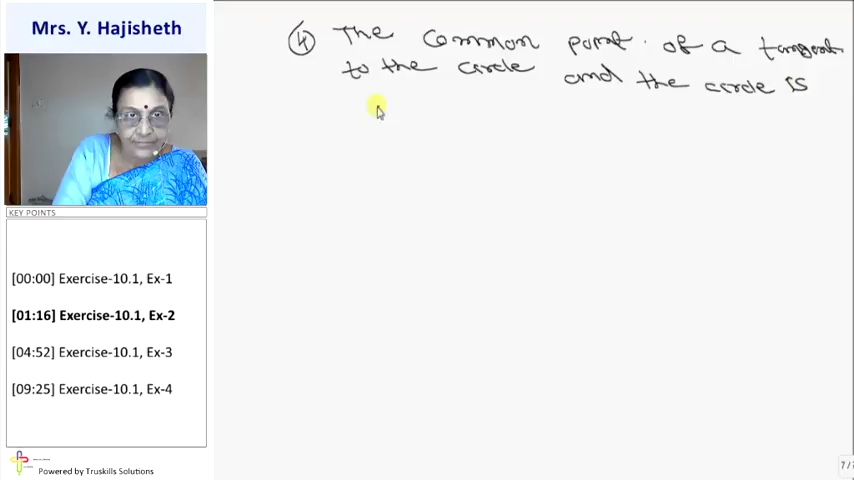 Mrs. Y. Hajisheth
④ The common point of a tangent
to the circle and the circle is
KEY POINTS
[00:00] Exercise-10.1, Ex-1
[01:16] Exercise-10.1, Ex-2
[04:52] Exercise-10.1, Ex-3
[09:25] Exercise-10.1, Ex-4
Powered by Truskills Solutions